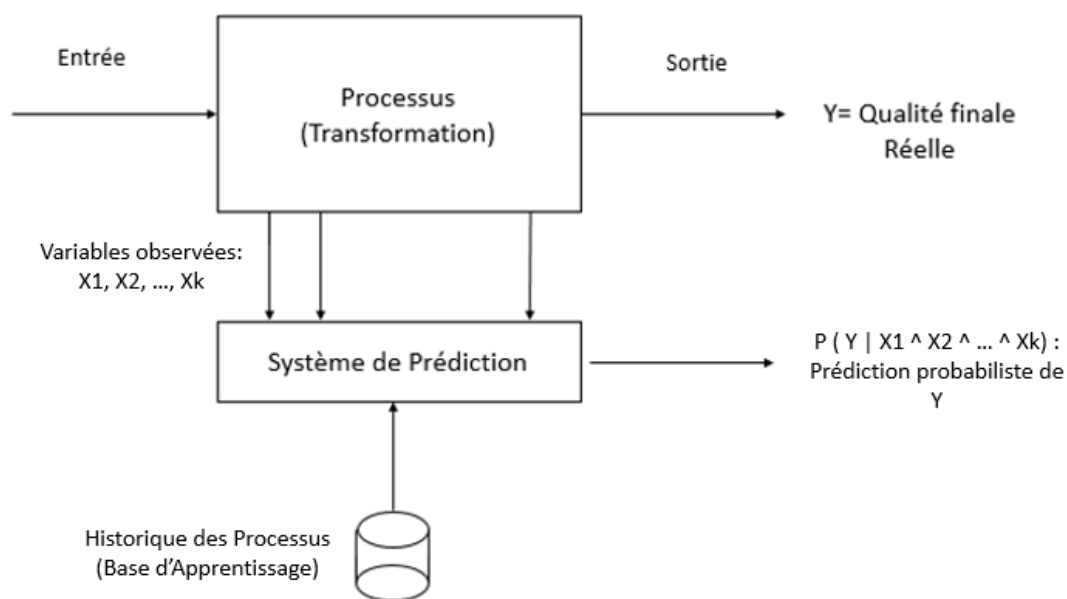 Entrée
Processus
(Transformation)
Sortie
Y= Qualité finale
Réelle
Variables observées:
X1, X2, ..., Xk
Système de Prédiction
P ( Y | X1 ^ X2 ^ ... ^ Xk) :
Prédiction probabiliste de
Y
Historique des Processus
(Base d’Apprentissage)